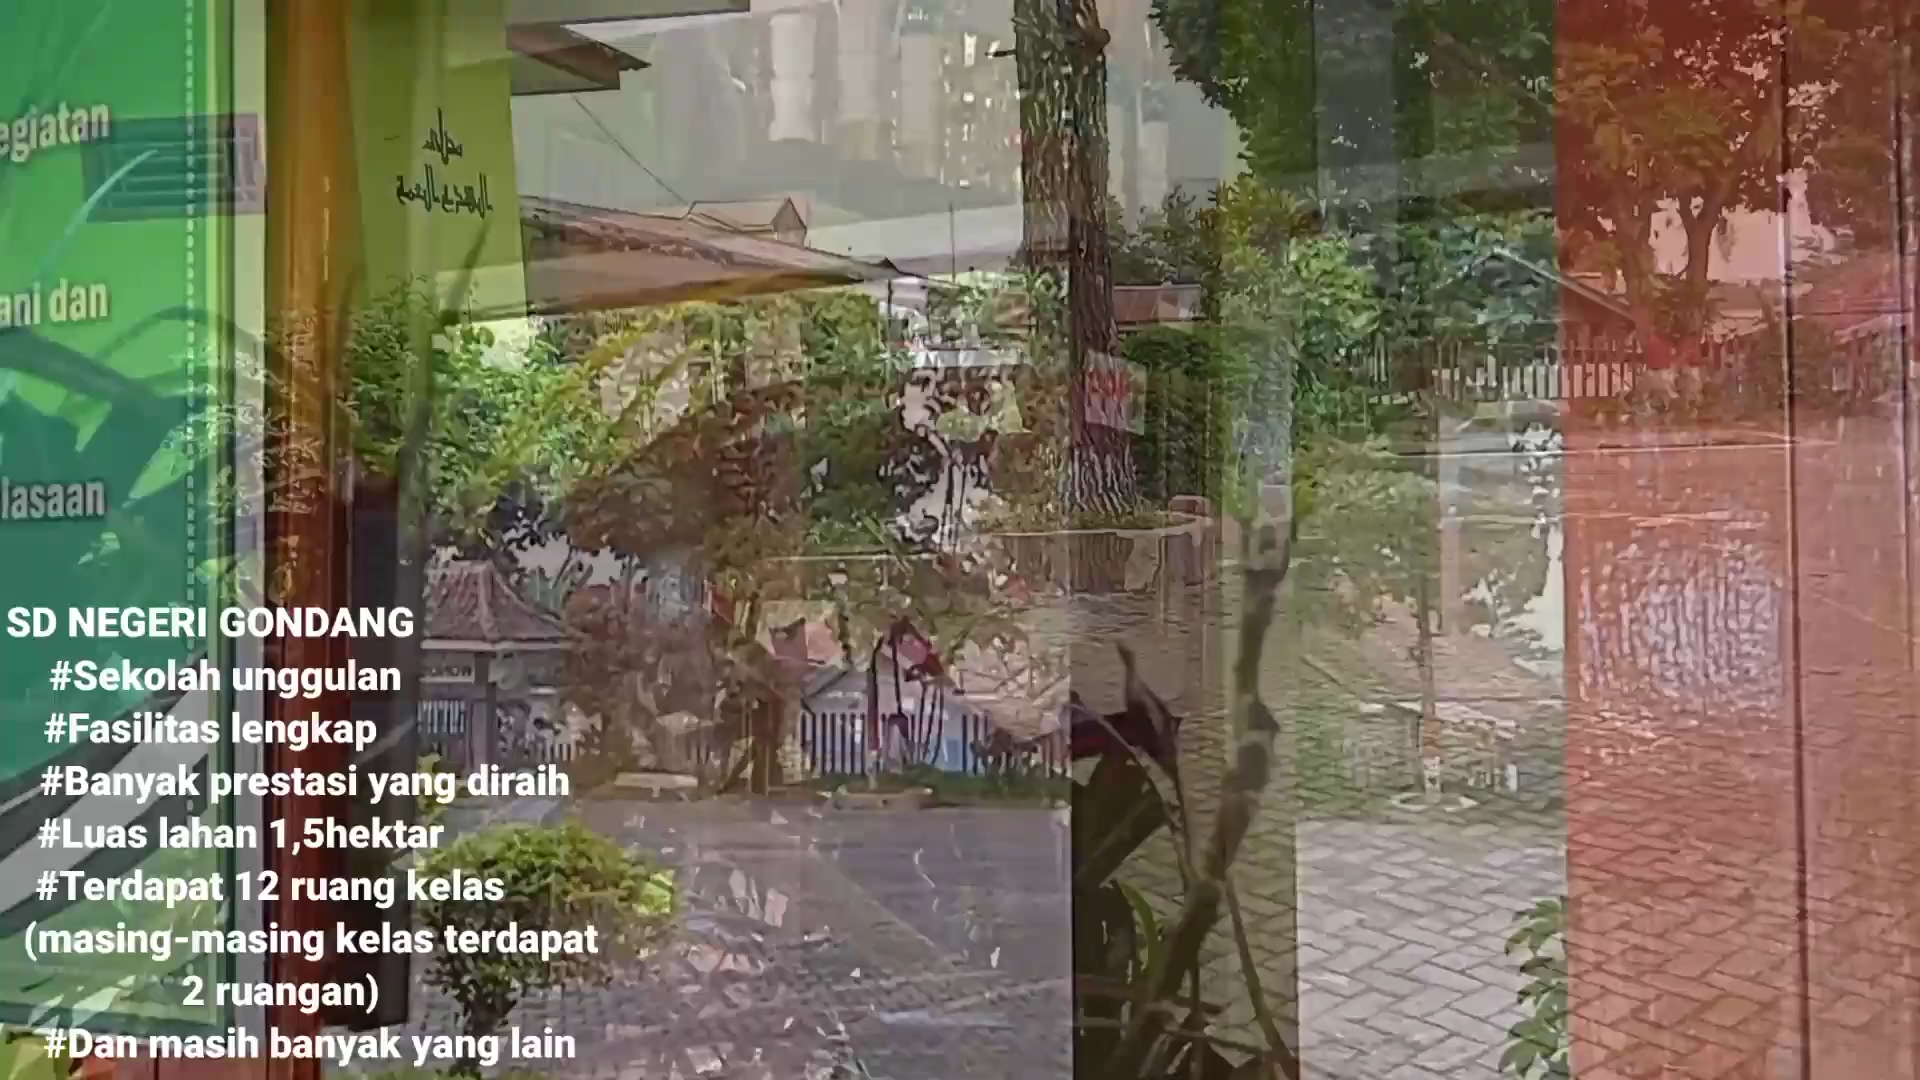 egiatan
ani dan
lasaan
SD NEGERI GONDANG
#Sekolah unggulan
#Fasilitas lengkap
#Banyak prestasi yang diraih
#Luas lahan 1,5hektar
#Terdapat 12 ruang kelas
(masing-masing kelas terdapat
2 ruangan)
#Dan masih banyak yang lain